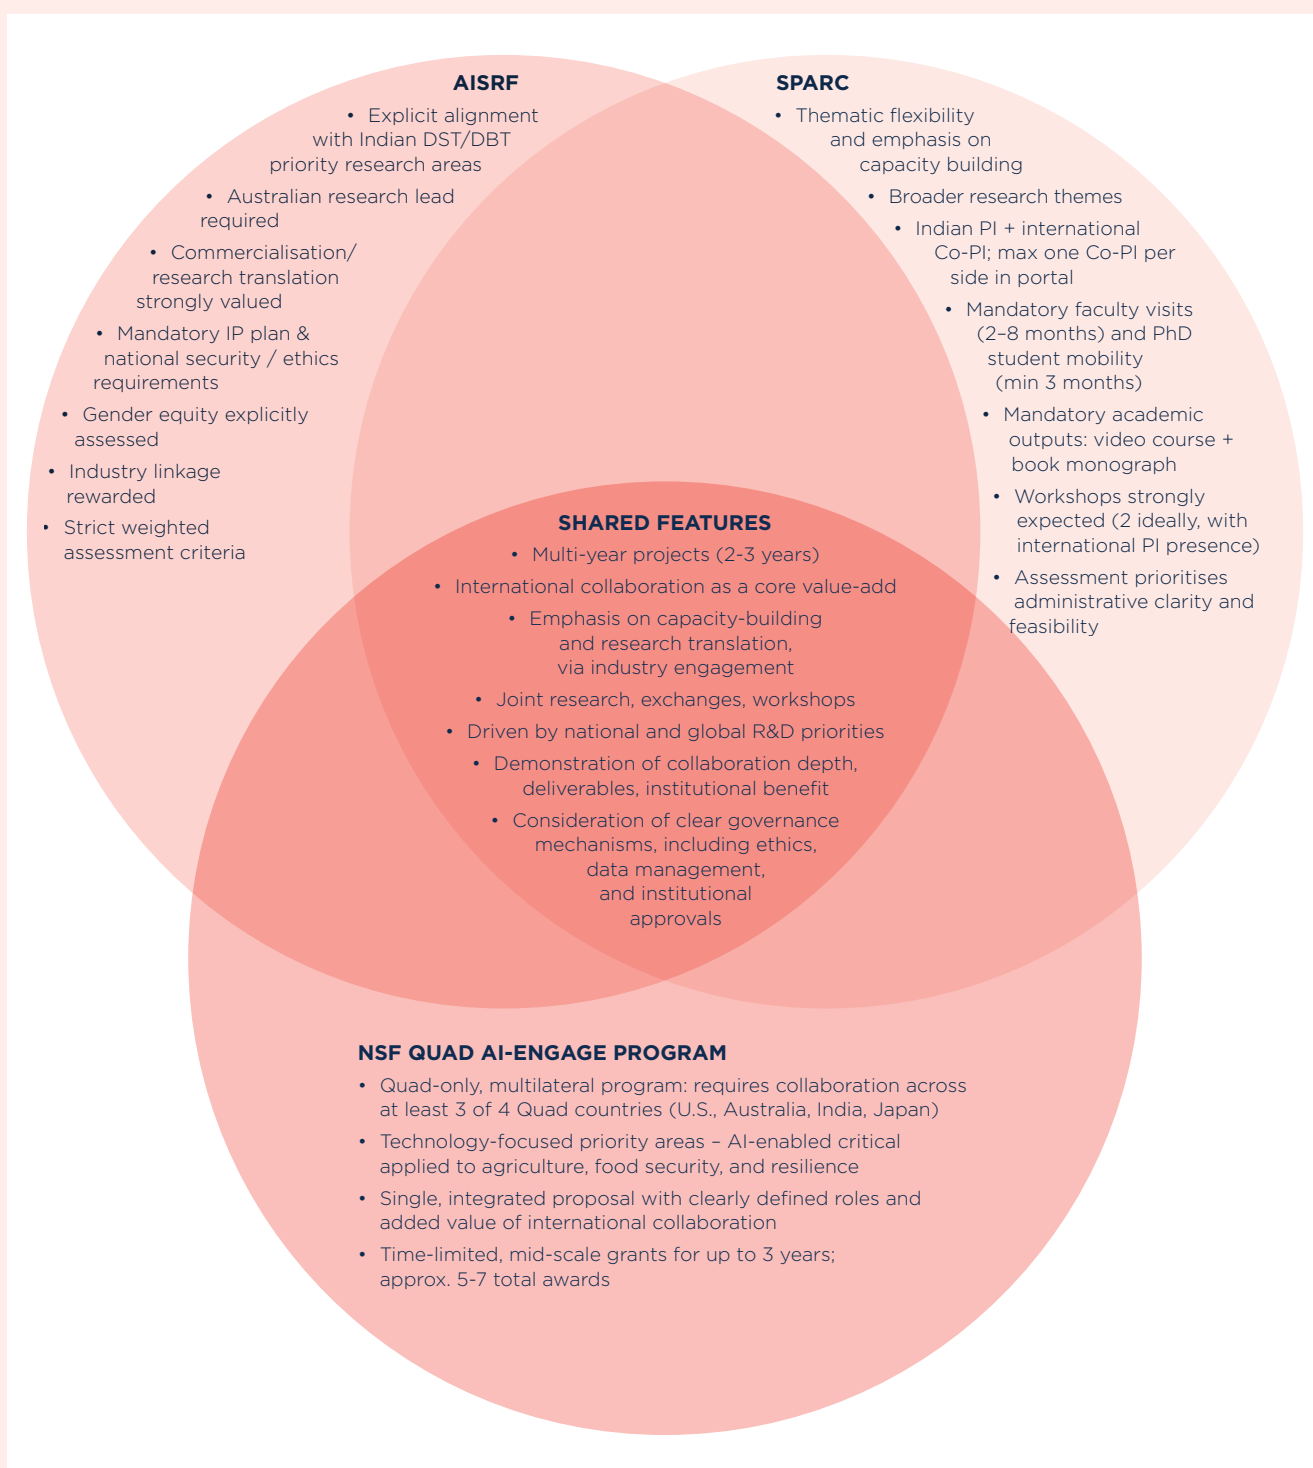 AISRF
• Explicit alignment
with Indian DST/DBT
priority research areas
• Australian research lead
required
• Commercialisation/
research translation
strongly valued
• Mandatory IP plan &
national security / ethics
requirements
• Gender equity explicitly
assessed
• Industry linkage
rewarded
• Strict weighted
assessment criteria
SPARC
• Thematic flexibility
and emphasis on
capacity building
• Broader research themes
• Indian PI + international
Co-PI; max one Co-PI per
side in portal
• Mandatory faculty visits
(2–8 months) and PhD
student mobility
(min 3 months)
• Mandatory academic
outputs: video course +
book monograph
• Workshops strongly
expected (2 ideally, with
international PI presence)
• Assessment prioritises
administrative clarity and
feasibility
SHARED FEATURES
• Multi-year projects (2-3 years)
• International collaboration as a core value-add
• Emphasis on capacity-building
and research translation,
via industry engagement
• Joint research, exchanges, workshops
• Driven by national and global R&D priorities
• Demonstration of collaboration depth,
deliverables, institutional benefit
• Consideration of clear governance
mechanisms, including ethics,
data management,
and institutional
approvals
NSF QUAD AI-ENGAGE PROGRAM
• Quad-only, multilateral program: requires collaboration across
at least 3 of 4 Quad countries (U.S., Australia, India, Japan)
• Technology-focused priority areas – AI-enabled critical
applied to agriculture, food security, and resilience
• Single, integrated proposal with clearly defined roles and
added value of international collaboration
• Time-limited, mid-scale grants for up to 3 years;
approx. 5-7 total awards